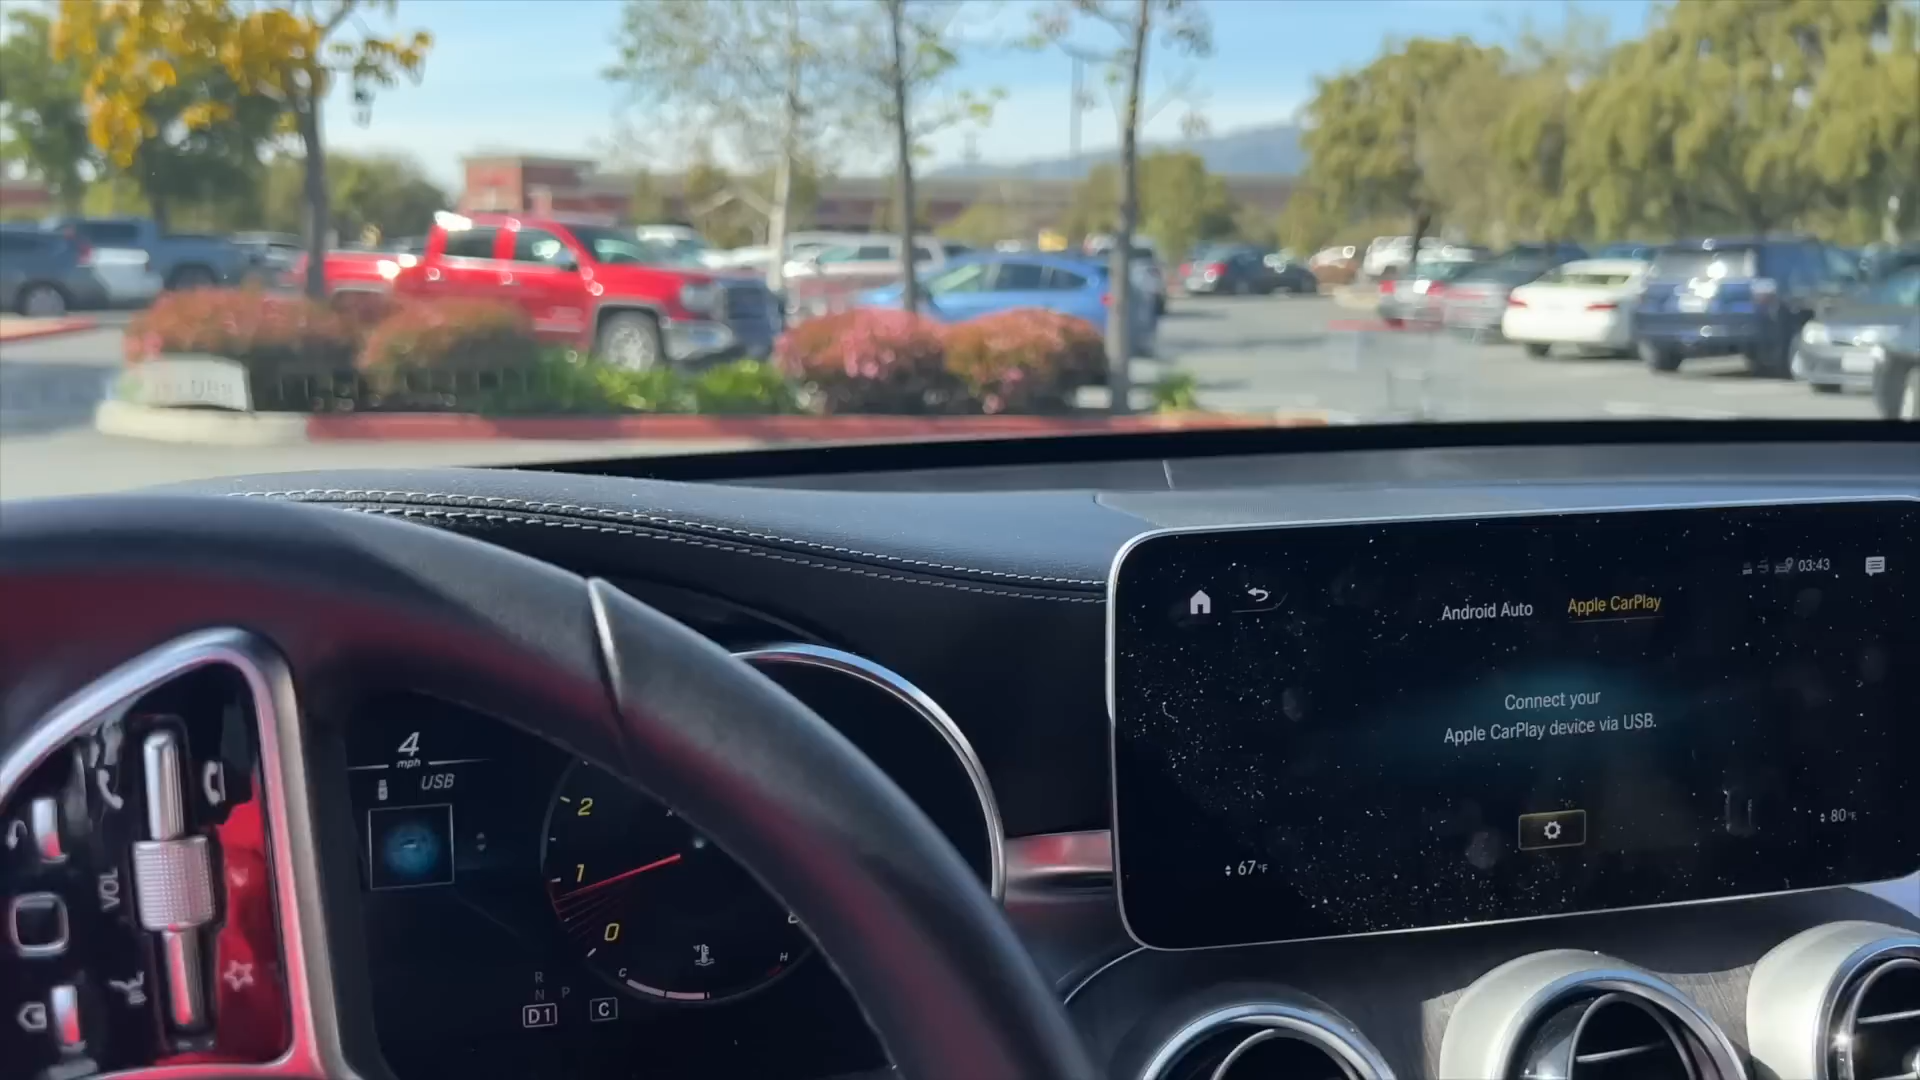 03:43
Android Auto
Apple CarPlay
Connect your
Apple CarPlay device via USB.
67°F
80°F
4
mph
USB
2
1
0
VOL
C
H
R
N
P
D1
C